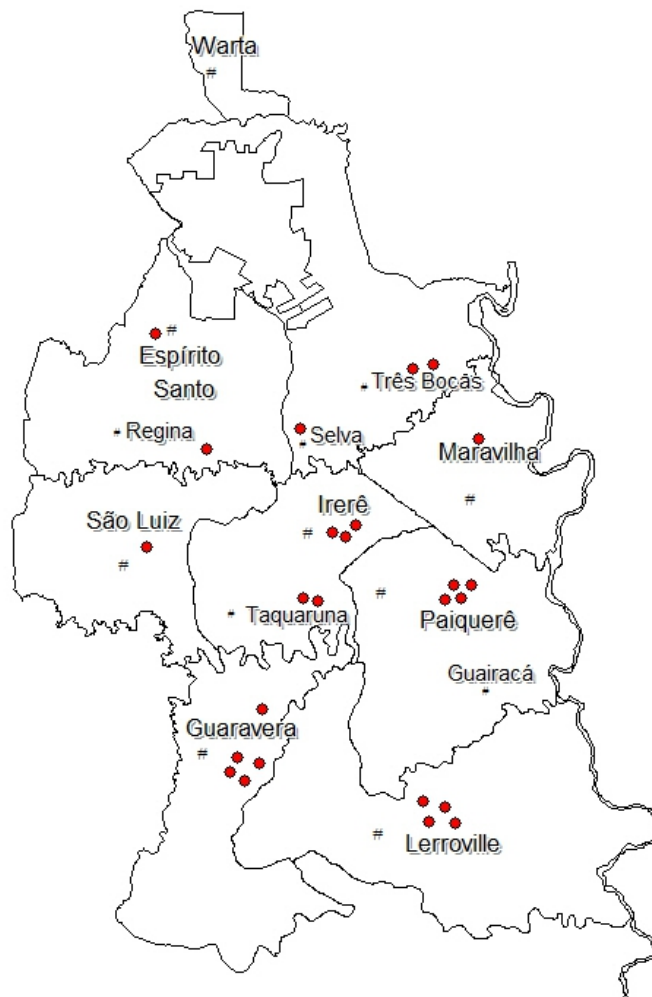 Warta
#
#
Espírito
Santo
Três Bocas
#
# Regina
Selva
#
Maravilha
#
São Luiz
#
Irerê
#
#
Taquaruna
#
Paiquerê
Guairacá
#
Guaravera
#
#
Lerroville